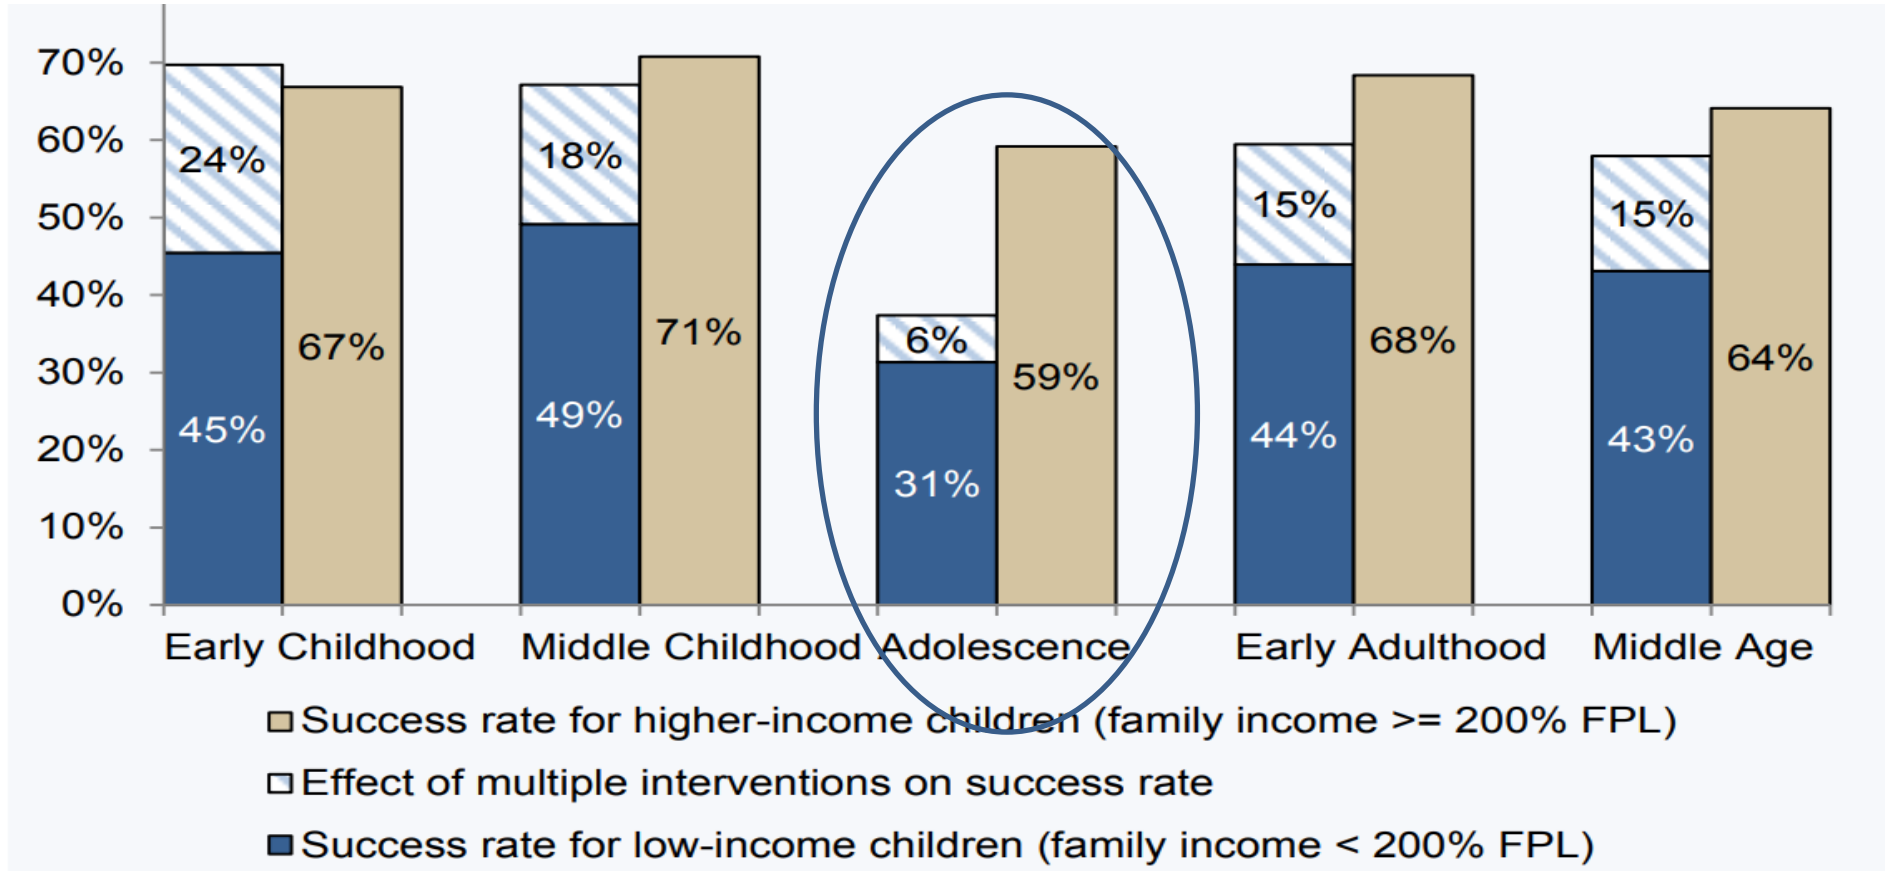 70%
60%
50%
40%
30%
20%
10%
0%
24%
45%
67%
18%
49%
71%
6%
31%
59%
15%
44%
68%
15%
43%
64%
Early Childhood
Middle Childhood
Adolescence
Early Adulthood
Middle Age
Success rate for higher-income children (family income >= 200% FPL)
Effect of multiple interventions on success rate
Success rate for low-income children (family income < 200% FPL)